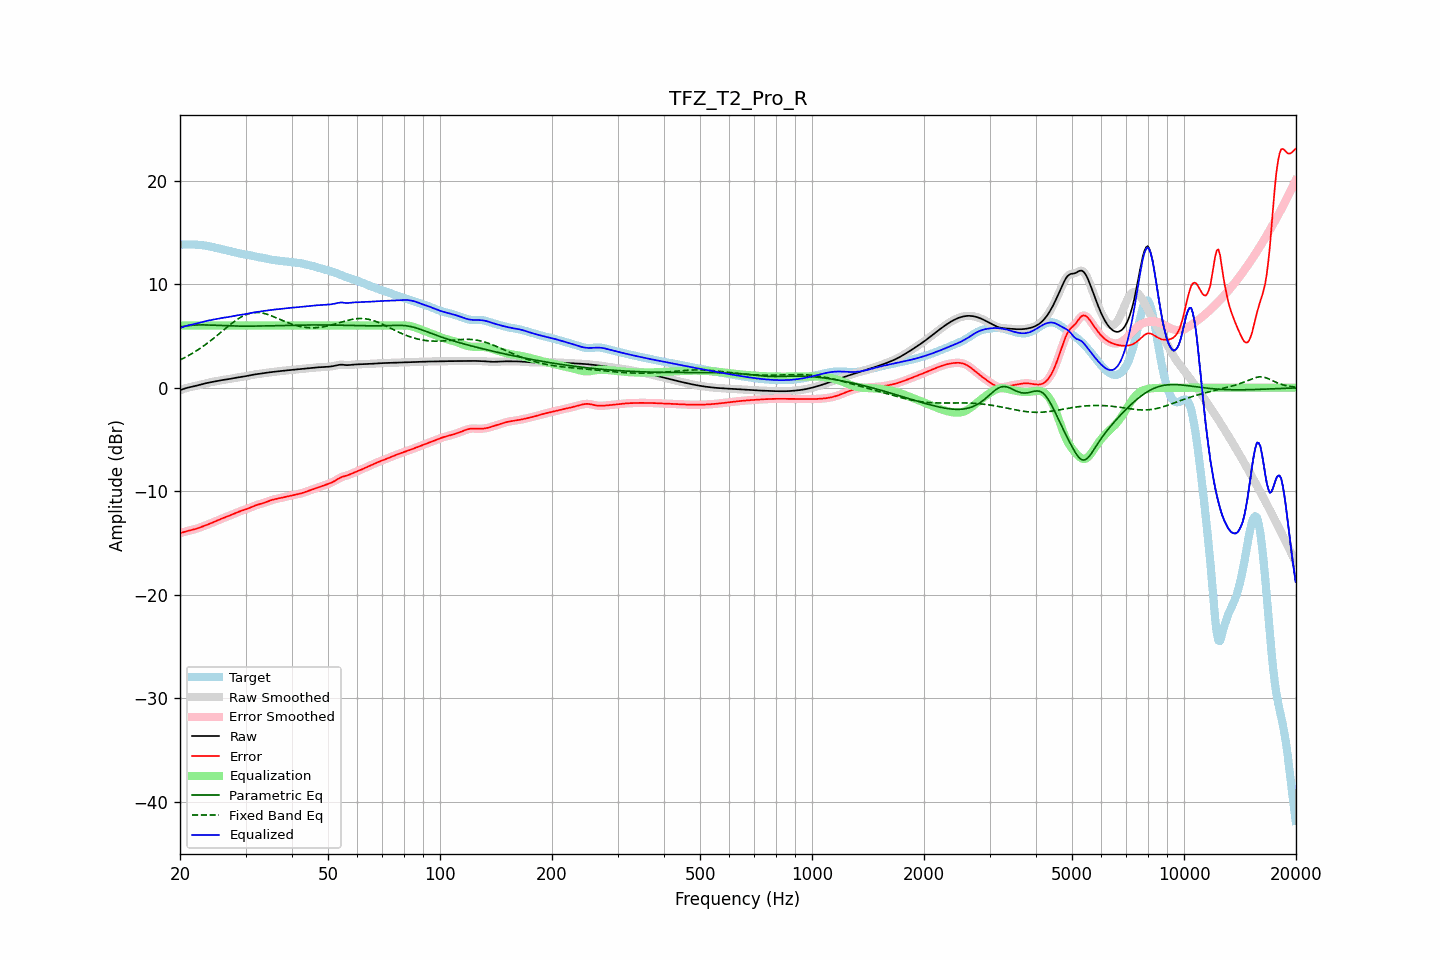 TFZ_T2_Pro_R
Amplitude (dBr)
20
10
0
−10
−20
−30
−40
Target
Raw Smoothed
Error Smoothed
Raw
Error
Equalization
Parametric Eq
Fixed Band Eq
Equalized
20 50 100 200 500 1000 2000 5000 10000 20000
Frequency (Hz)